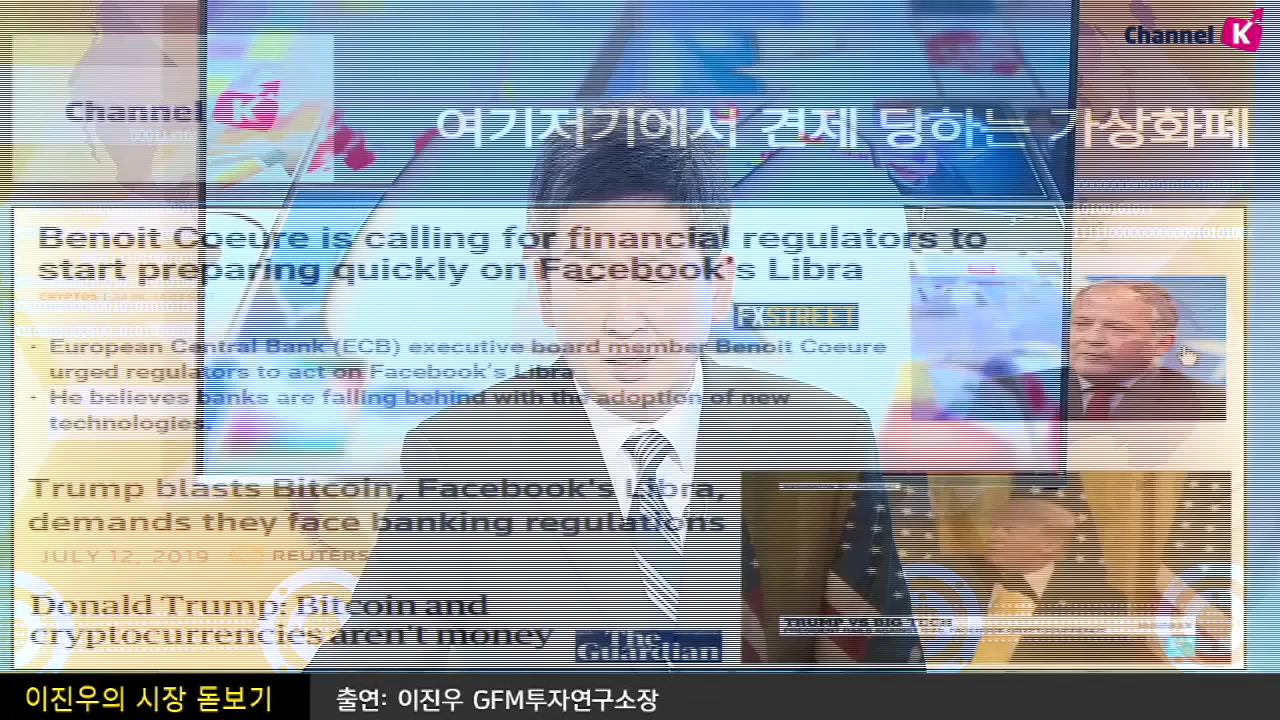 Channel K
Channel K
여기저기에서 견제 당하는 가상화폐
Benoit Coeure is calling for financial regulators to
start preparing quickly on Facebook's Libra
CRYPTOS
FXSTREET
- European Central Bank (ECB) executive board member Benoit Coeure
urged regulators to act on Facebook's Libra
- He believes banks are falling behind with the adoption of new
technologies.
Trump blasts Bitcoin, Facebook's Libra,
demands they face banking regulations
JULY 12, 2019 REUTERS
Donald Trump: Bitcoin and
cryptocurrencies aren't money
The
Guardian
TRUMP VS BIG TECH
이진우의 시장 돋보기
출연: 이진우 GFM투자연구소장